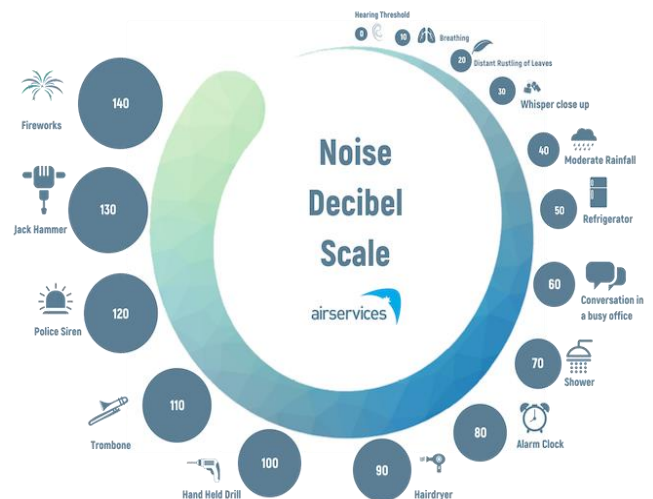 Noise
Decibel
Scale
airservices
0
Hearing Threshold
10
Breathing
20
Distant Rustling of Leaves
30
Whisper close up
40
Moderate Rainfall
50
Refrigerator
60
Conversation in
a busy office
70
Shower
80
Alarm Clock
90
Hairdryer
100
Hand Held Drill
110
Trombone
120
Police Siren
130
Jack Hammer
140
Fireworks